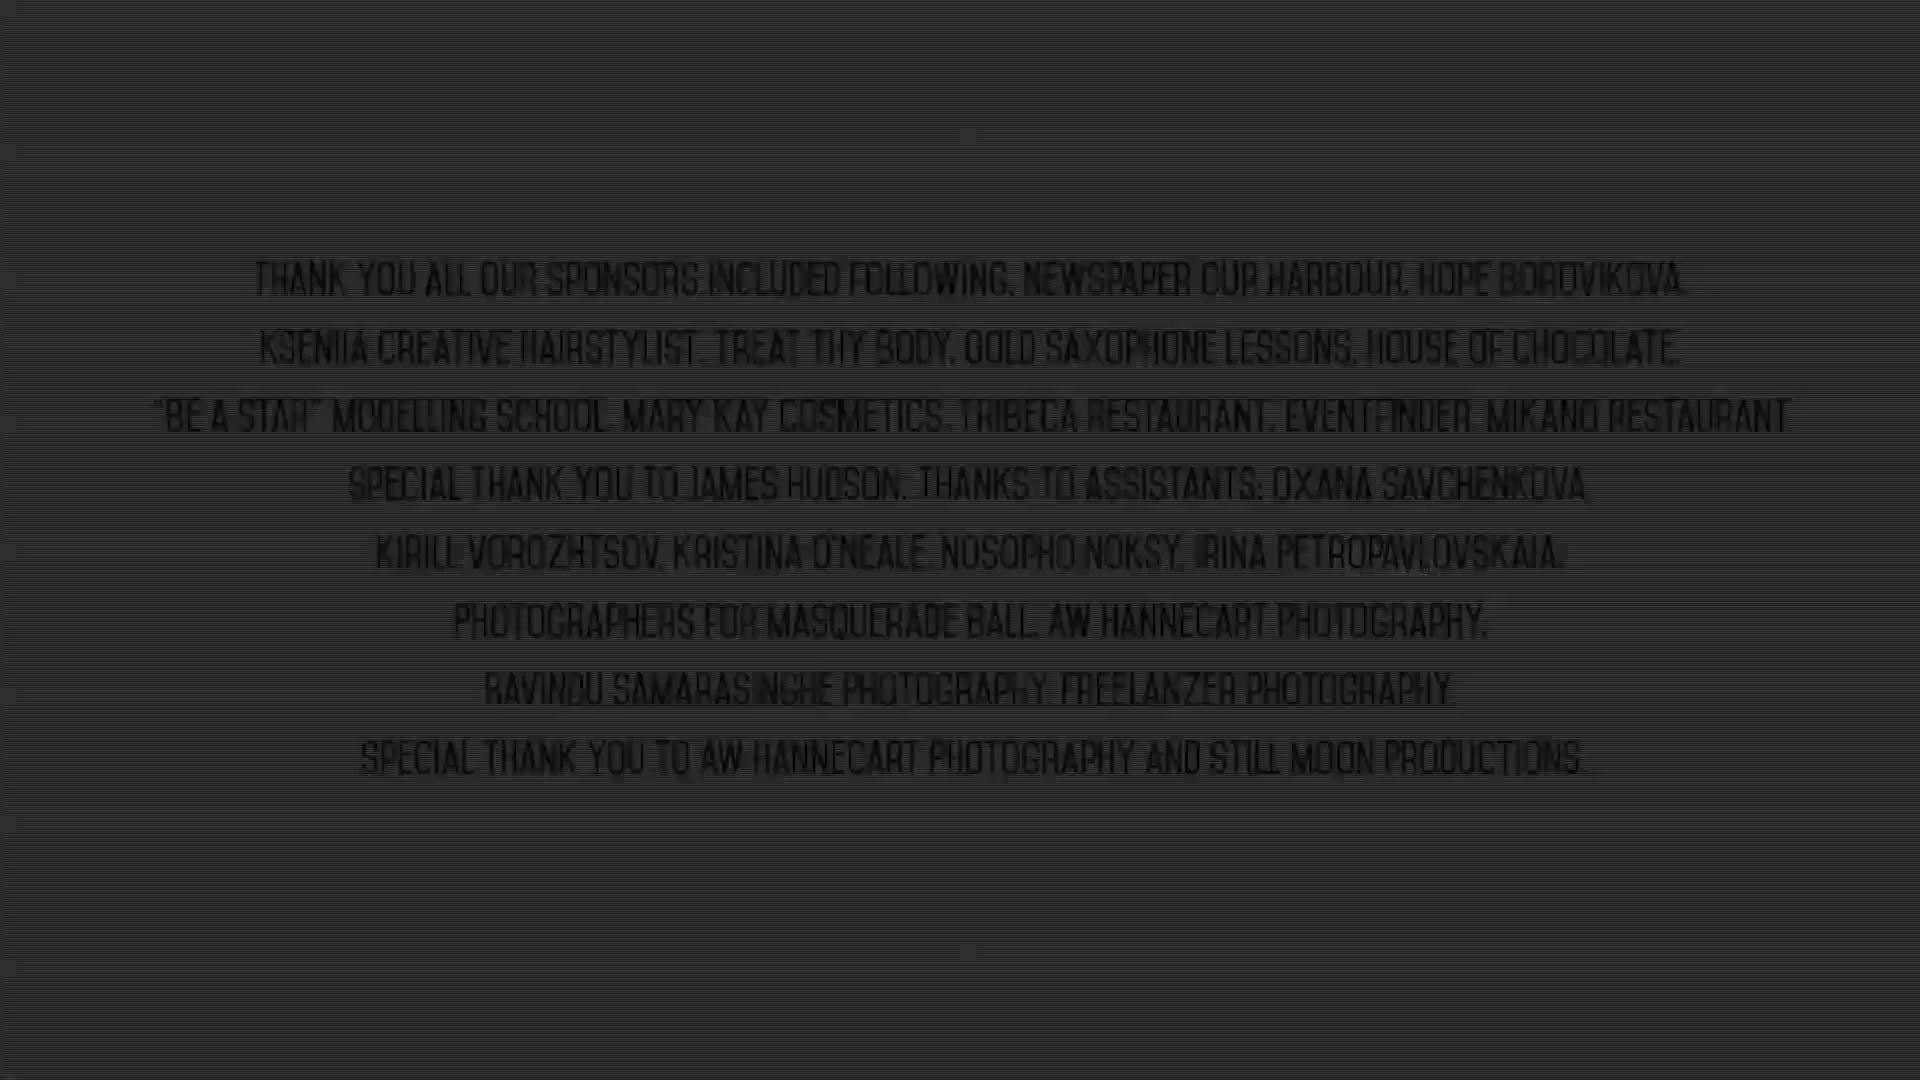 THANK YOU ALL OUR SPONSORS INCLUDED FOLLOWING, NEWSPAPER OUR HARBOUR, HOPE BOROVIKOVA,
KSENIIA CREATIVE HAIRSTYLIST, TREAT THY BODY, GOLD SAXOPHONE LESSONS, HOUSE OF CHOCOLATE,
"BE A STAR" MODELLING SCHOOL, MARY KAY COSMETICS, TRIBECA RESTAURANT, EVENTFINDER, MIKANO RESTAURANT
SPECIAL THANK YOU TO JAMES HUDSON, THANKS TO ASSISTANTS: OXANA SAVCHENKOVA,
KIRILL VOROZHTSOV, KRISTINA O'NEALE, NOSOPHO NOKSY, IRINA PETROPAVLOVSKAIA.
PHOTOGRAPHERS FOR MASQUERADE BALL, AW HANNECART PHOTOGRAPHY,
RAVINDU SAMARASINGHE PHOTOGRAPHY, FREELANZER PHOTOGRAPHY.
SPECIAL THANK YOU TO AW HANNECART PHOTOGRAPHY AND STILL MOON PRODUCTIONS.